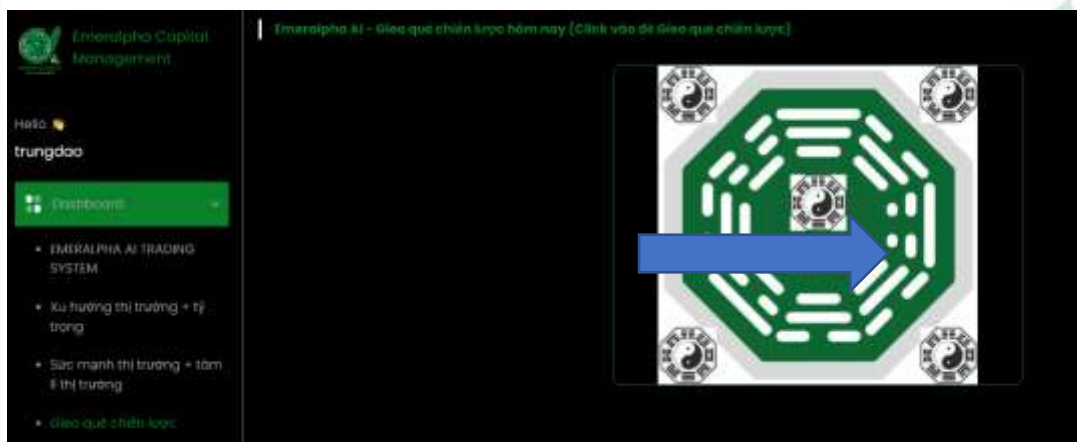 Emeralpha Capital
Management
Emeralpha AI - Gieo quẻ chiến lược hôm nay (Click vào để Gieo quẻ chiến lược)
Hello 👋
trungdao
Dashboard
EMERALPHA AI TRADING
SYSTEM
Xu hướng thị trường + tỷ
trọng
Sức mạnh thị trường + tâm
lí thị trường
Gieo quẻ chiến lược